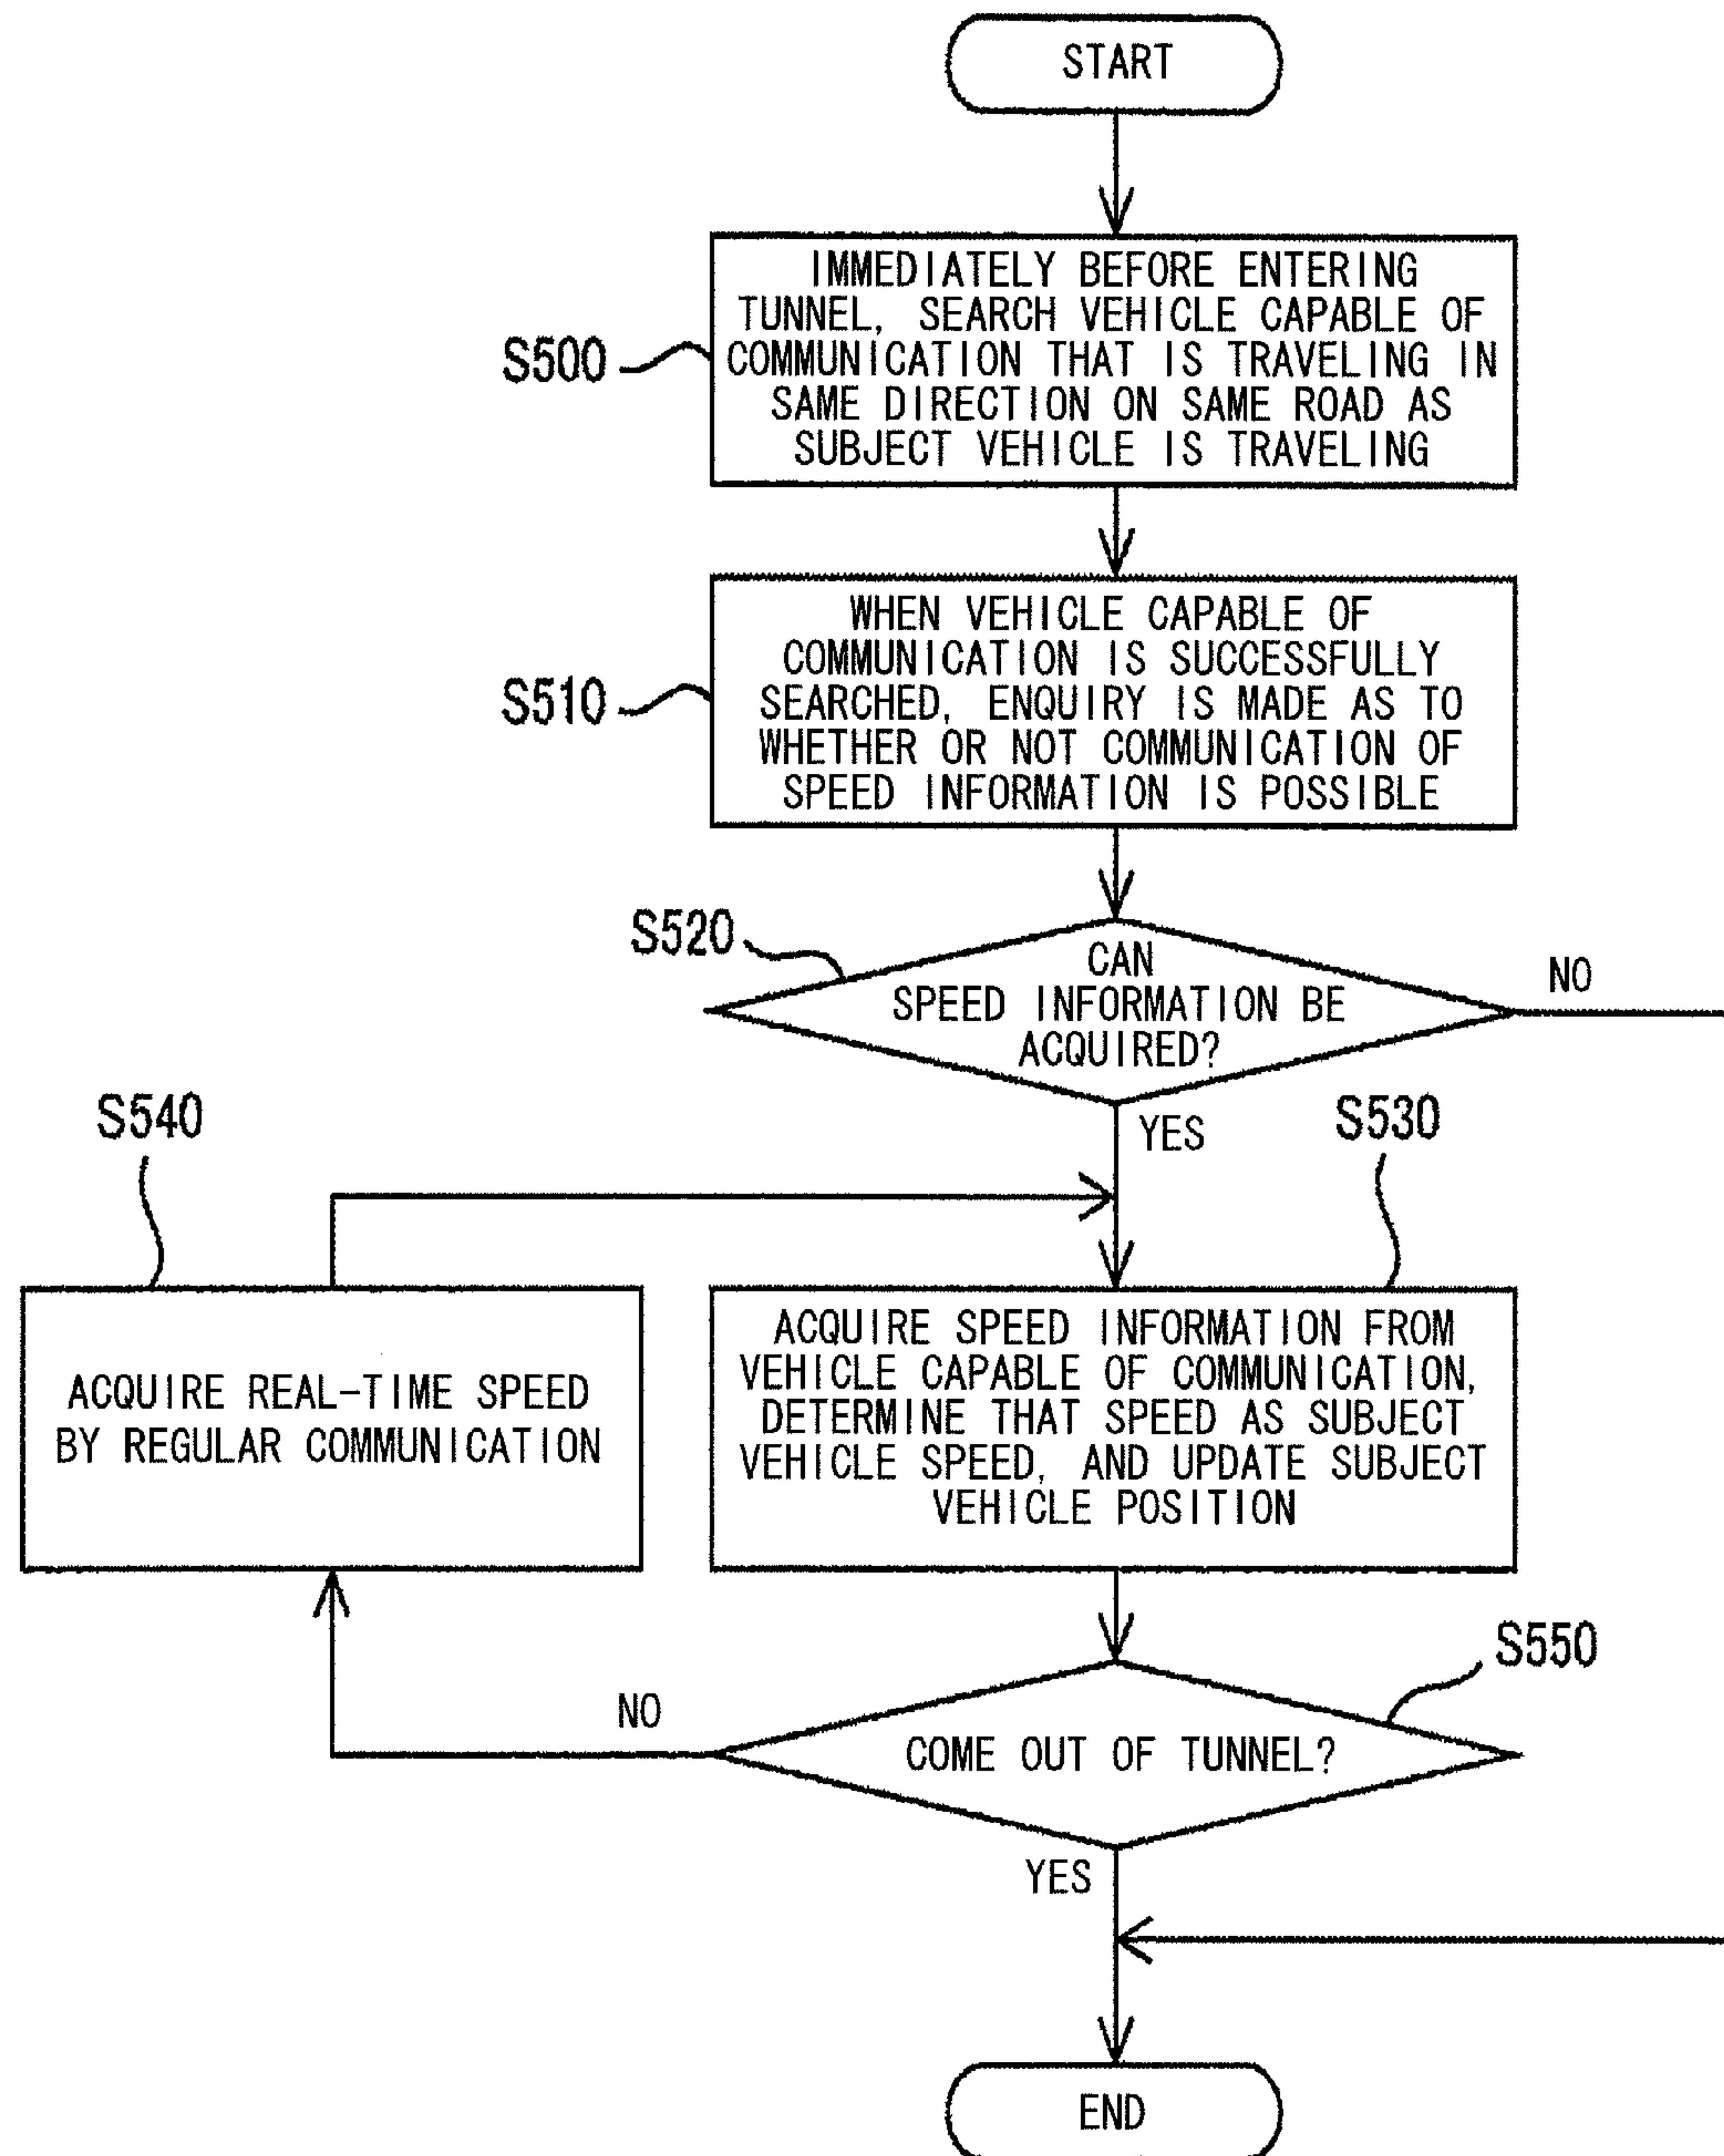 START
IMMEDIATELY BEFORE ENTERING
TUNNEL, SEARCH VEHICLE CAPABLE OF
COMMUNICATION THAT IS TRAVELING IN
SAME DIRECTION ON SAME ROAD AS
SUBJECT VEHICLE IS TRAVELING
S500
WHEN VEHICLE CAPABLE OF
COMMUNICATION IS SUCCESSFULLY
SEARCHED, ENQUIRY IS MADE AS TO
WHETHER OR NOT COMMUNICATION OF
SPEED INFORMATION IS POSSIBLE
S510
S520
CAN
SPEED INFORMATION BE
ACQUIRED?
NO
YES
S540
S530
ACQUIRE REAL-TIME SPEED
BY REGULAR COMMUNICATION
ACQUIRE SPEED INFORMATION FROM
VEHICLE CAPABLE OF COMMUNICATION,
DETERMINE THAT SPEED AS SUBJECT
VEHICLE SPEED, AND UPDATE SUBJECT
VEHICLE POSITION
S550
NO
COME OUT OF TUNNEL?
YES
END